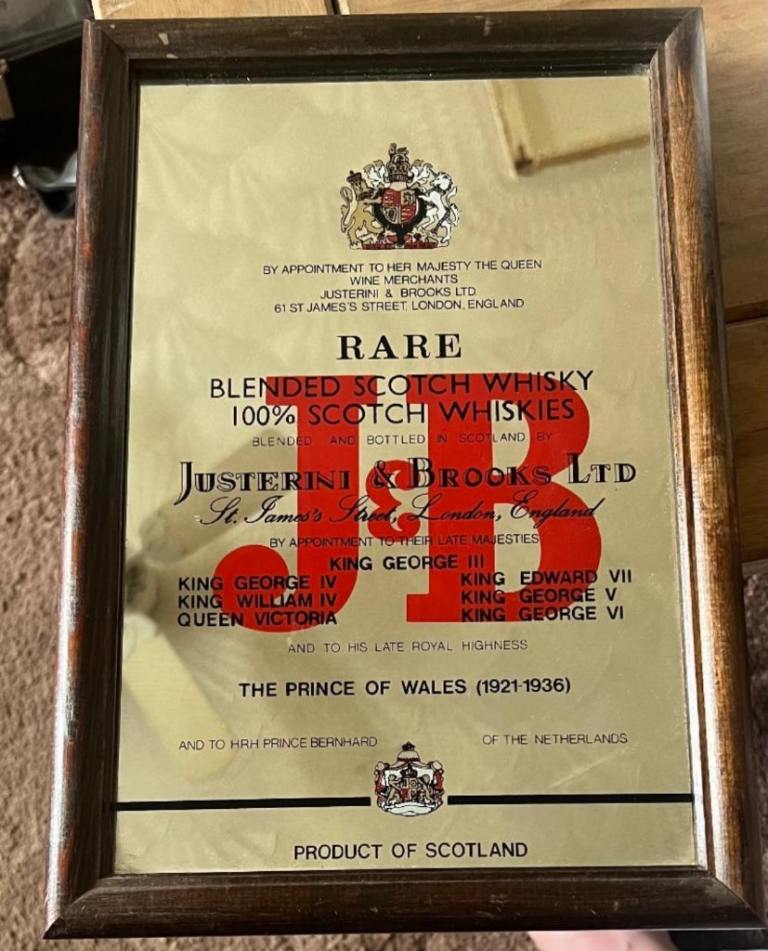 BY APPOINTMENT TO HER MAJESTY THE QUEEN
WINE MERCHANTS
JUSTERINI & BROOKS LTD
61 ST JAMES'S STREET, LONDON, ENGLAND
RARE
J&B
BLENDED SCOTCH WHISKY
100% SCOTCH WHISKIES
BLENDED AND BOTTLED IN SCOTLAND BY
JUSTERINI & BROOKS LTD
St. James's Street, London, England
BY APPOINTMENT TO THEIR LATE MAJESTIES
KING GEORGE III
KING GEORGE IV KING EDWARD VII
KING WILLIAM IV KING GEORGE V
QUEEN VICTORIA KING GEORGE VI
AND TO HIS LATE ROYAL HIGHNESS
THE PRINCE OF WALES (1921-1936)
AND TO HRH PRINCE BERNHARD OF THE NETHERLANDS
PRODUCT OF SCOTLAND